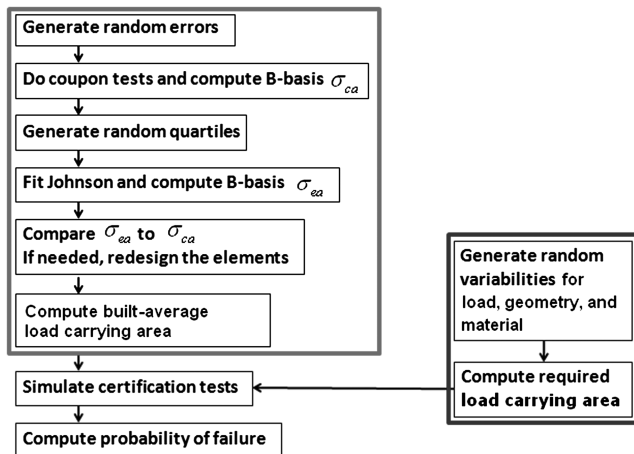 Generate random errors
Do coupon tests and compute B-basis σca
Generate random quartiles
Fit Johnson and compute B-basis σea
Compare σea to σca
If needed, redesign the elements
Compute built-average
load carrying area
Simulate certification tests
Compute probability of failure
Generate random
variabilities for
load, geometry, and
material
Compute required
load carrying area